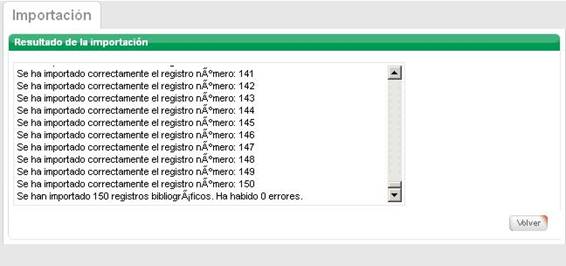 Importación
Resultado de la importación
Se ha importado correctamente el registro nÃºmero: 141
Se ha importado correctamente el registro nÃºmero: 142
Se ha importado correctamente el registro nÃºmero: 143
Se ha importado correctamente el registro nÃºmero: 144
Se ha importado correctamente el registro nÃºmero: 145
Se ha importado correctamente el registro nÃºmero: 146
Se ha importado correctamente el registro nÃºmero: 147
Se ha importado correctamente el registro nÃºmero: 148
Se ha importado correctamente el registro nÃºmero: 149
Se ha importado correctamente el registro nÃºmero: 150
Se han importado 150 registros bibliogrÃ¡ficos. Ha habido 0 errores.
Volver